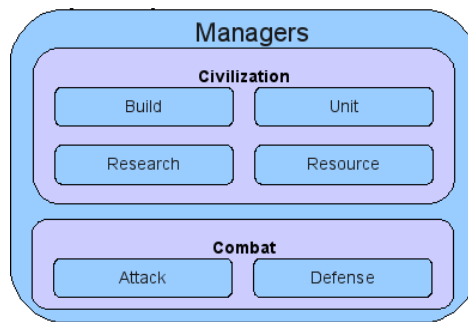 Managers
Civilization
Build Unit
Research Resource
Combat
Attack Defense